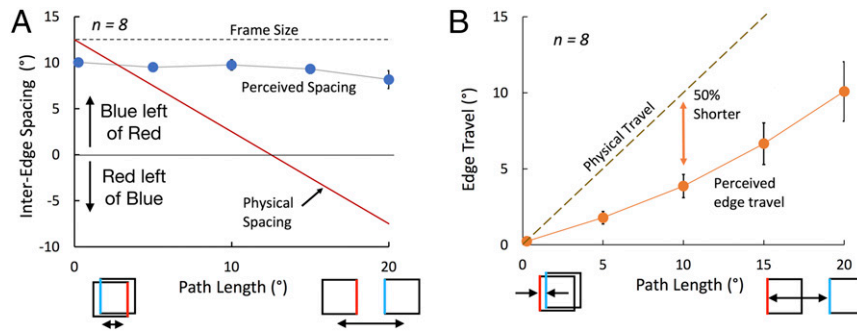 A
n = 8
Frame Size
15
10
5
0
-5
-10
Inter-Edge Spacing (°)
Perceived Spacing
Blue left
of Red
Red left
of Blue
Physical
Spacing
0
10
20
Path Length (°)
B
n = 8
15
10
5
0
Edge Travel (°)
Physical Travel
50%
Shorter
Perceived
edge travel
0
5
10
15
20
Path Length (°)